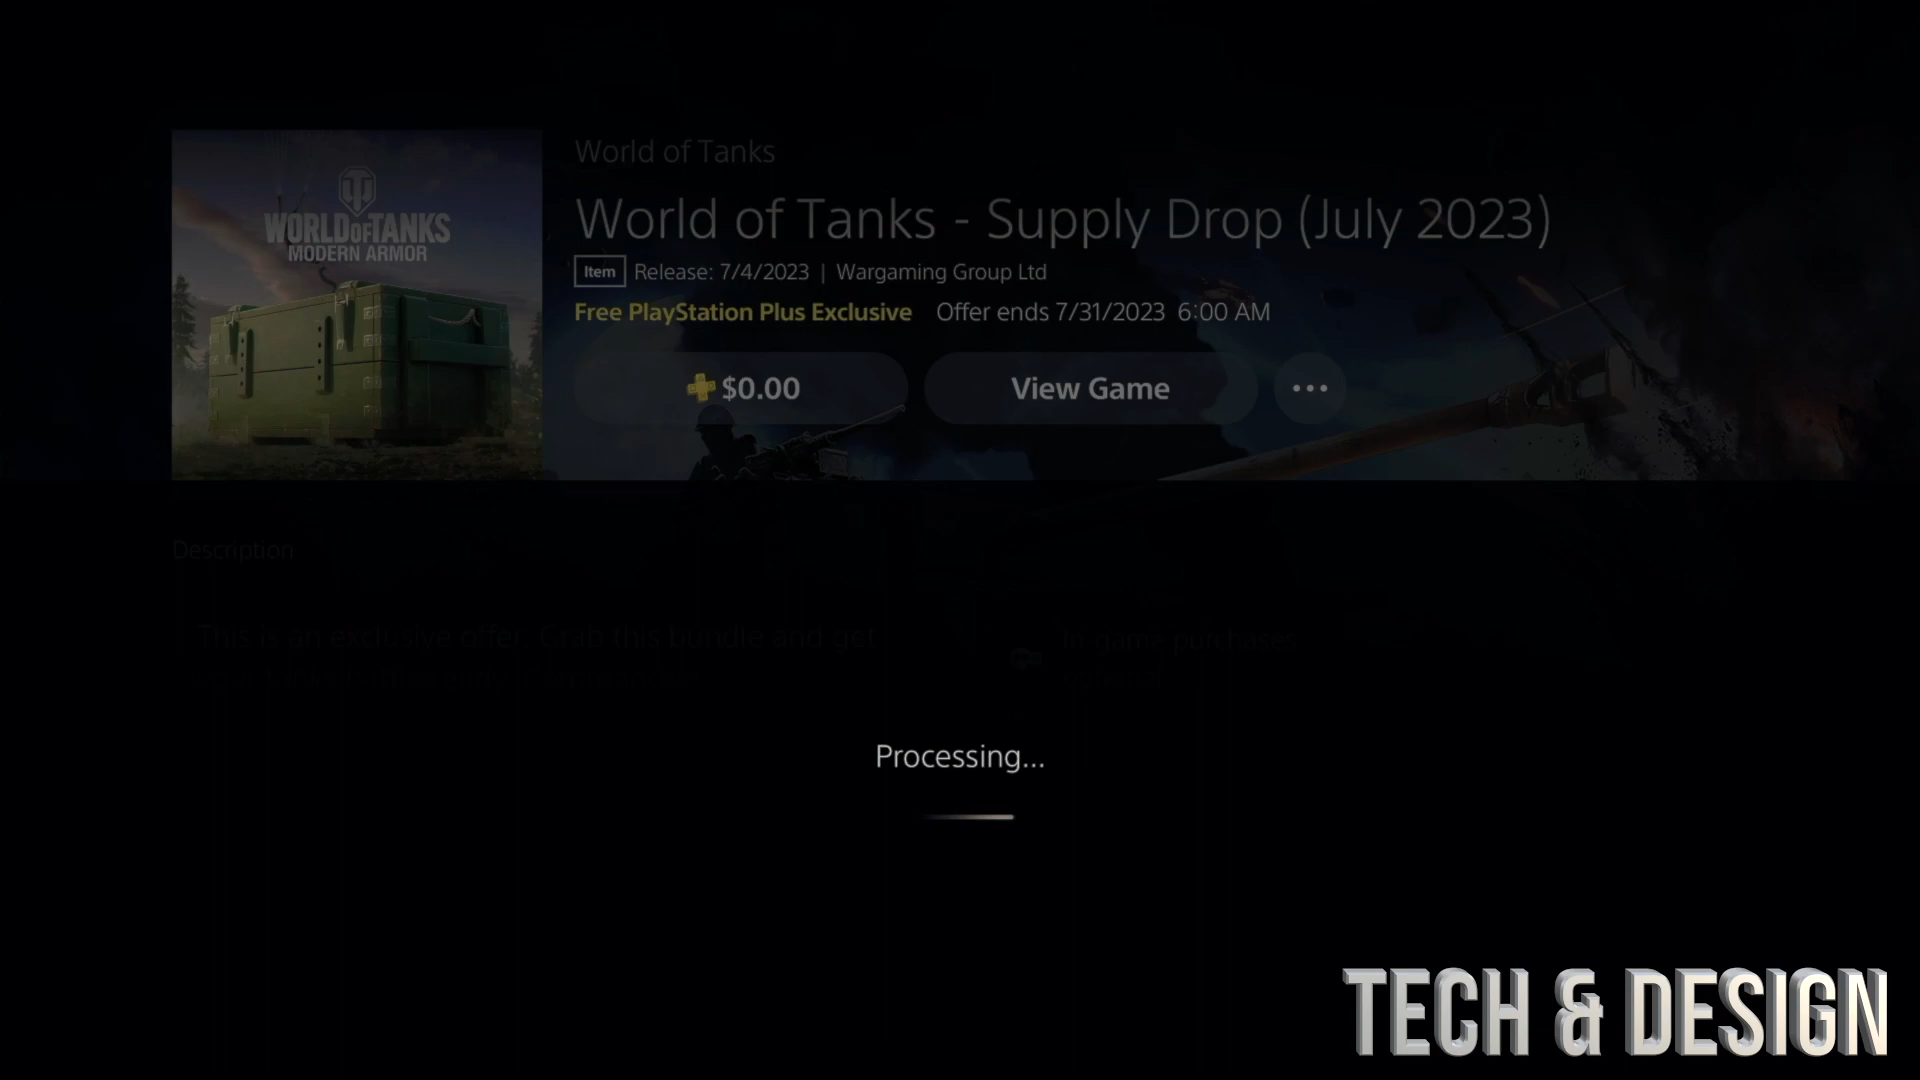 World of Tanks
World of Tanks - Supply Drop (July 2023)
WORLD OF TANKS
MODERN ARMOR
Item Release: 7/4/2023 | Wargaming Group Ltd
Free PlayStation Plus Exclusive Offer ends 7/31/2023 6:00 AM
$0.00 View Game
Description
This is an exclusive offer. Grab this bundle and get
In-game purchases
Processing...
TECH & DESIGN